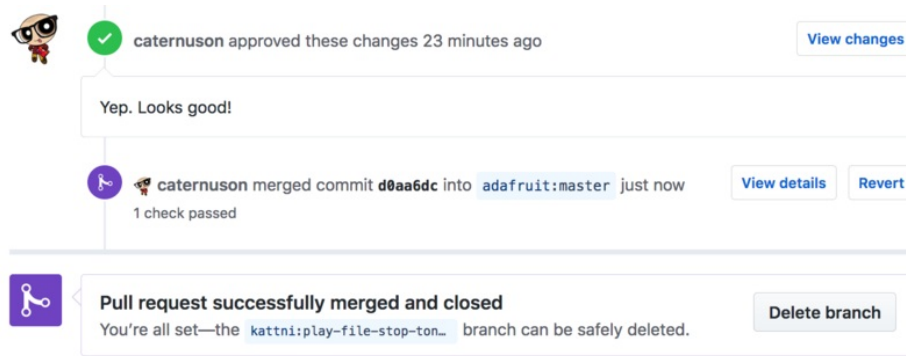 caternuson approved these changes 23 minutes ago
View changes
Yep. Looks good!
caternuson merged commit d0aa6dc into adafruit:master just now
View details
Revert
1 check passed
Pull request successfully merged and closed
You're all set—the kattni:play-file-stop-ton… branch can be safely deleted.
Delete branch